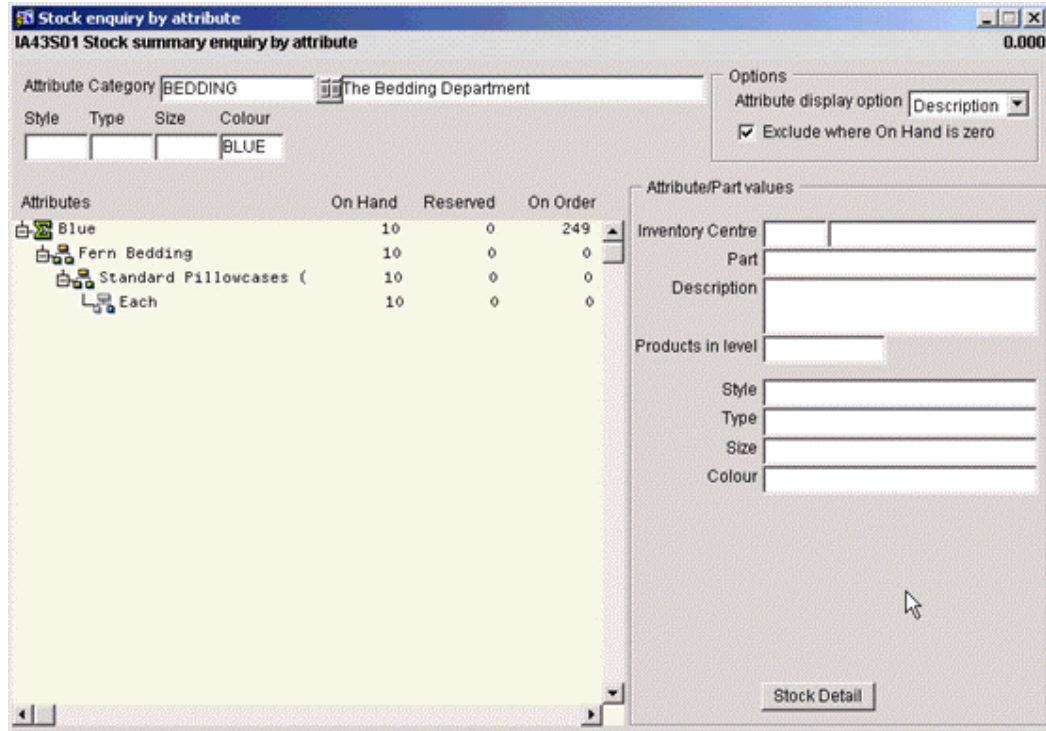 Stock enquiry by attribute
IA43S01 Stock summary enquiry by attribute 0.000
Attribute Category BEDDING The Bedding Department
Style Type Size Colour
BLUE
Options
Attribute display option Description
Exclude where On Hand is zero
Attributes On Hand Reserved On Order
Blue 10 0 249
Fern Bedding 10 0 0
Standard Pillowcases ( 10 0 0
Each 10 0 0
Attribute/Part values
Inventory Centre
Part
Description
Products in level
Style
Type
Size
Colour
Stock Detail